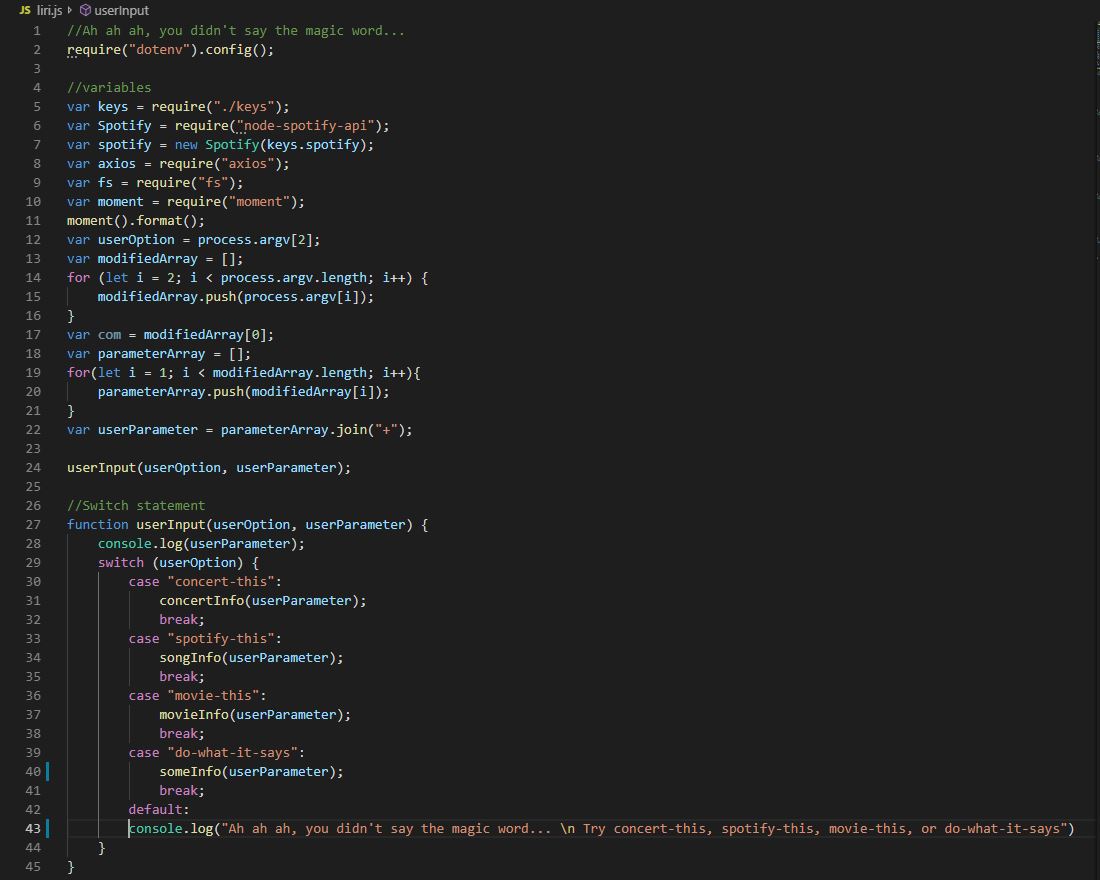 JS liri.js userInput
1 //Ah ah ah, you didn't say the magic word...
2 require("dotenv").config();
3
4 //variables
5 var keys = require("./keys");
6 var Spotify = require("node-spotify-api");
7 var spotify = new Spotify(keys.spotify);
8 var axios = require("axios");
9 var fs = require("fs");
10 var moment = require("moment");
11 moment().format();
12 var userOption = process.argv[2];
13 var modifiedArray = [];
14 for (let i = 2; i < process.argv.length; i++) {
15     modifiedArray.push(process.argv[i]);
16 }
17 var com = modifiedArray[0];
18 var parameterArray = [];
19 for(let i = 1; i < modifiedArray.length; i++){
20     parameterArray.push(modifiedArray[i]);
21 }
22 var userParameter = parameterArray.join("+");
23
24 userInput(userOption, userParameter);
25
26 //Switch statement
27 function userInput(userOption, userParameter) {
28     console.log(userParameter);
29     switch (userOption) {
30         case "concert-this":
31             concertInfo(userParameter);
32             break;
33         case "spotify-this":
34             songInfo(userParameter);
35             break;
36         case "movie-this":
37             movieInfo(userParameter);
38             break;
39         case "do-what-it-says":
40             someInfo(userParameter);
41             break;
42         default:
43         console.log("Ah ah ah, you didn't say the magic word... \n Try concert-this, spotify-this, movie-this, or do-what-it-says")
44     }
45 }